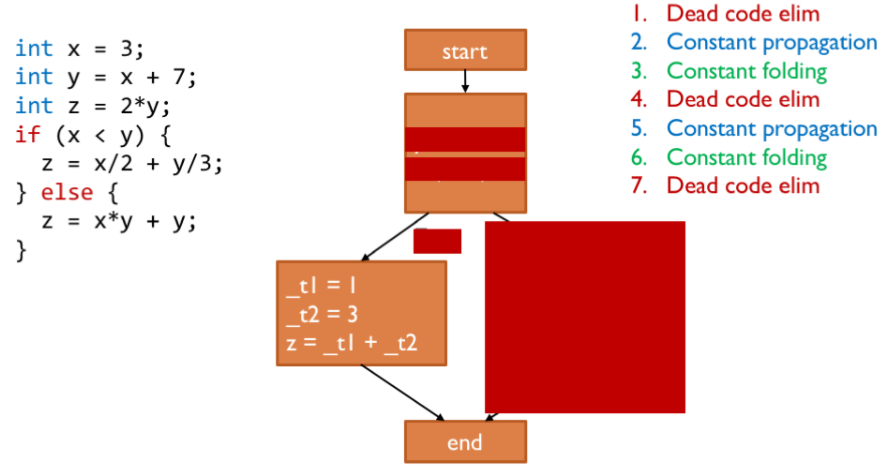 int x = 3;
int y = x + 7;
int z = 2*y;
if (x < y) {
  z = x/2 + y/3;
} else {
  z = x*y + y;
}
start
_t1 = 1
_t2 = 3
z = _t1 + _t2
end
1. Dead code elim
2. Constant propagation
3. Constant folding
4. Dead code elim
5. Constant propagation
6. Constant folding
7. Dead code elim